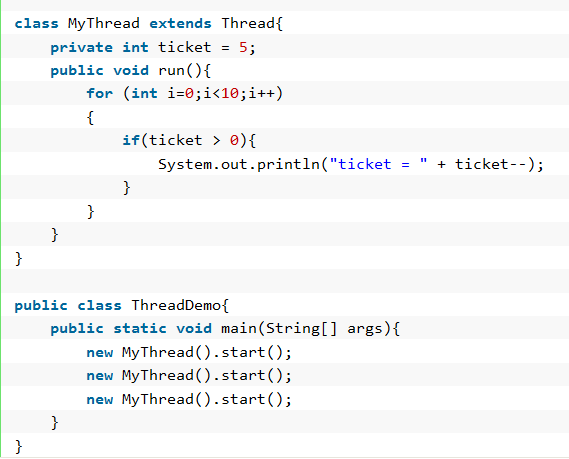 class MyThread extends Thread{
    private int ticket = 5;
    public void run(){
        for (int i=0;i<10;i++)
        {
            if(ticket > 0){
                System.out.println("ticket = " + ticket--);
            }
        }
    }
}

public class ThreadDemo{
    public static void main(String[] args){
        new MyThread().start();
        new MyThread().start();
        new MyThread().start();
    }
}